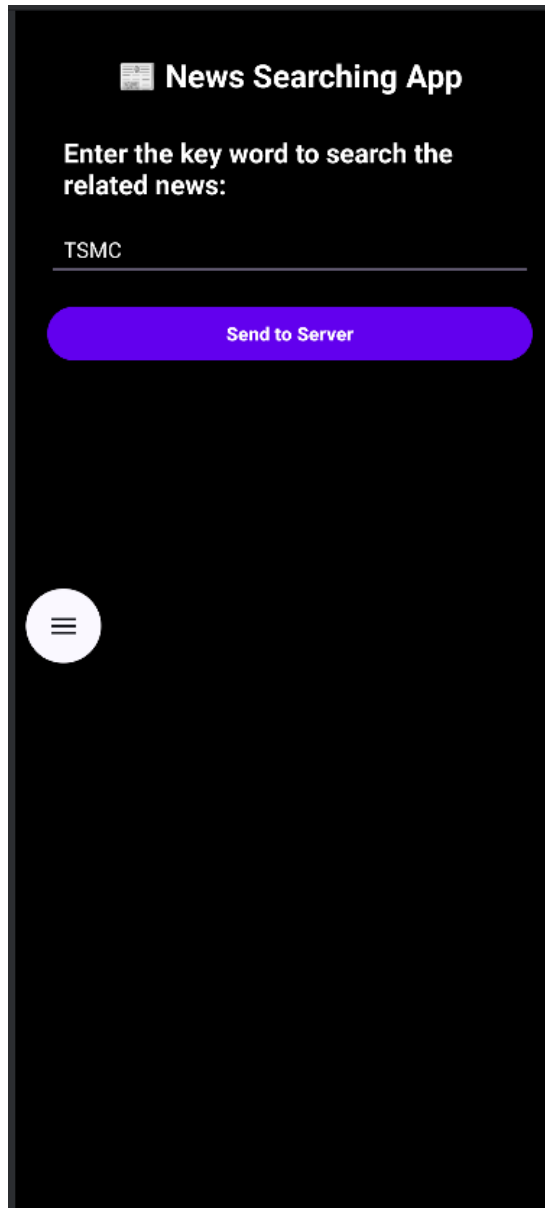 📰 News Searching App
Enter the key word to search the
related news:
TSMC
Send to Server